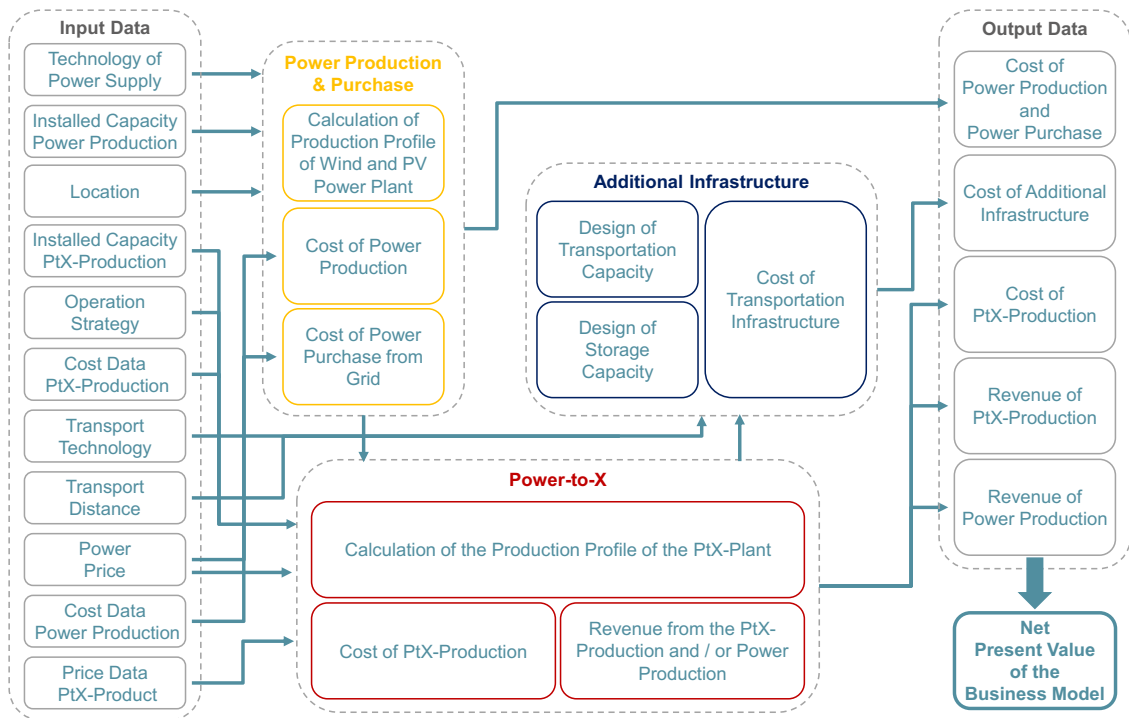 Input Data
Technology of
Power Supply
Installed Capacity
Power Production
Location
Installed Capacity
PtX-Production
Operation
Strategy
Cost Data
PtX-Production
Transport
Technology
Transport
Distance
Power
Price
Cost Data
Power Production
Price Data
PtX-Product
Power Production
& Purchase
Calculation of
Production Profile
of Wind and PV
Power Plant
Cost of Power
Production
Cost of Power
Purchase from
Grid
Additional Infrastructure
Design of
Transportation
Capacity
Design of
Storage
Capacity
Cost of
Transportation
Infrastructure
Power-to-X
Calculation of the Production Profile of the PtX-Plant
Cost of PtX-Production
Revenue from the PtX-
Production and / or Power
Production
Output Data
Cost of
Power Production
and
Power Purchase
Cost of Additional
Infrastructure
Cost of
PtX-Production
Revenue of
PtX-Production
Revenue of
Power Production
Net
Present Value
of the
Business Model